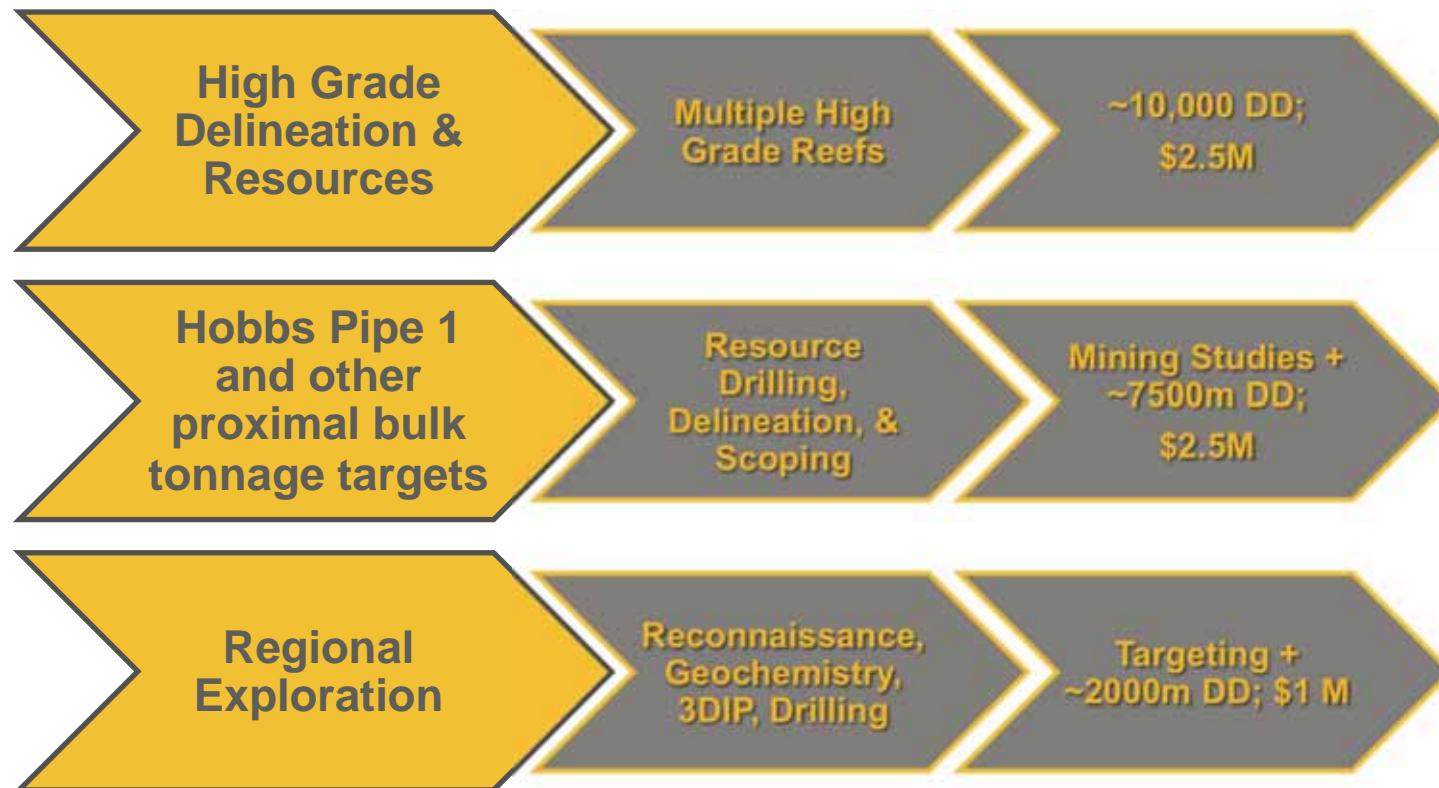 High Grade
Delineation &
Resources
Multiple High
Grade Reefs
~10,000 DD;
$2.5M
Hobbs Pipe 1
and other
proximal bulk
tonnage targets
Resource
Drilling,
Delineation, &
Scoping
Mining Studies +
~7500m DD;
$2.5M
Regional
Exploration
Reconnaissance,
Geochemistry,
3DIP, Drilling
Targeting +
~2000m DD; $1 M